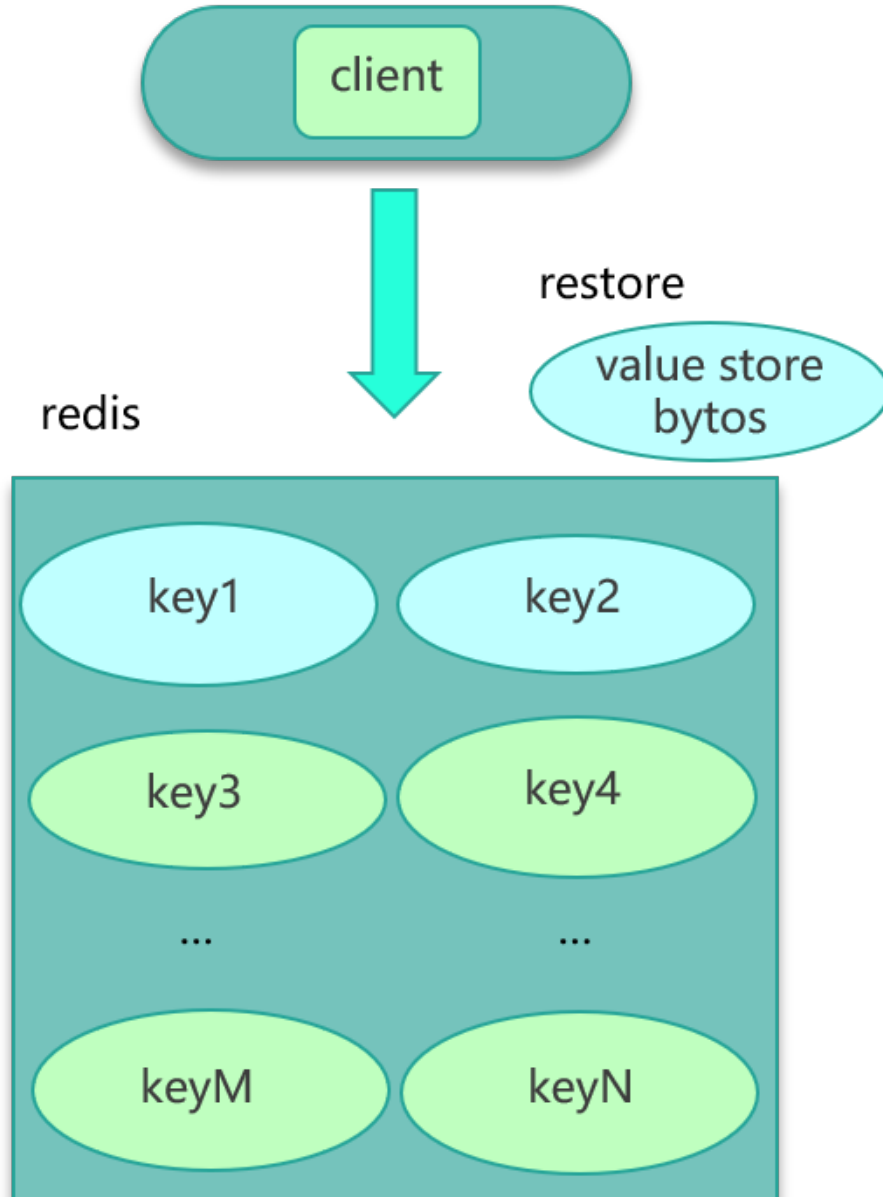 client
restore
value store
bytos
redis
key1
key2
key3
key4
...
...
keyM
keyN